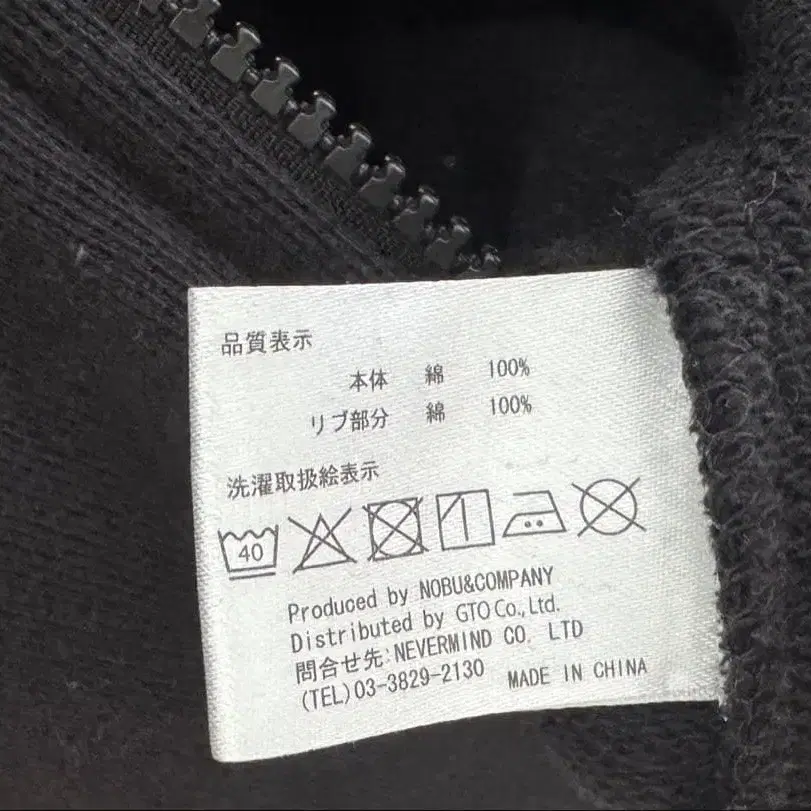 品質表示
本体 綿 100%
リブ部分 綿 100%
洗濯取扱絵表示
40
Produced by NOBU&COMPANY
Distributed by GTO Co.,Ltd.
問合せ先:NEVERMIND CO. LTD
(TEL)03-3829-2130 MADE IN CHINA